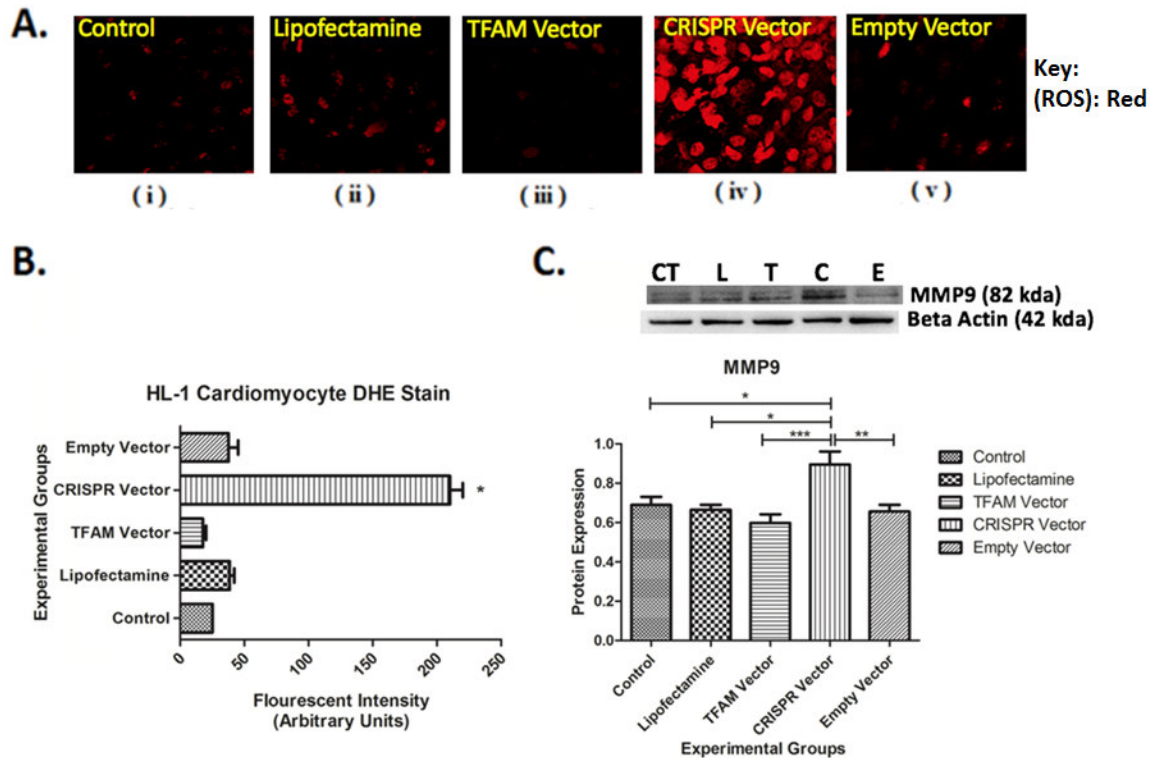 A.
Control
Lipofectamine
TFAM Vector
CRISPR Vector
Empty Vector
Key:
(ROS): Red
(i)
(ii)
(iii)
(iv)
(v)
B.
HL-1 Cardiomyocyte DHE Stain
Experimental Groups
Empty Vector
CRISPR Vector
TFAM Vector
Lipofectamine
Control
*
0
50
100
150
200
250
Flourescent Intensity
(Arbitrary Units)
C.
CT L T C E
MMP9 (82 kda)
Beta Actin (42 kda)
MMP9
*
*
*** **
Protein Expression
1.0
0.8
0.6
0.4
0.2
0.0
Control
Lipofectamine
TFAM Vector
CRISPR Vector
Empty Vector
Experimental Groups
Control
Lipofectamine
TFAM Vector
CRISPR Vector
Empty Vector